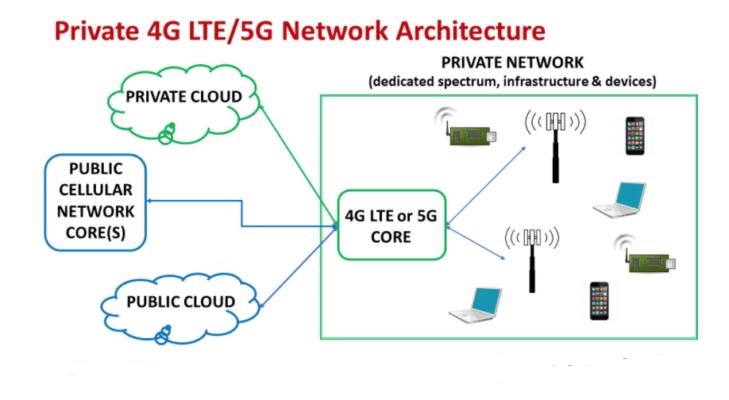 Private 4G LTE/5G Network Architecture
PRIVATE NETWORK
(dedicated spectrum, infrastructure & devices)
PRIVATE CLOUD
PUBLIC
CELLULAR
NETWORK
CORE(S)
4G LTE or 5G
CORE
PUBLIC CLOUD